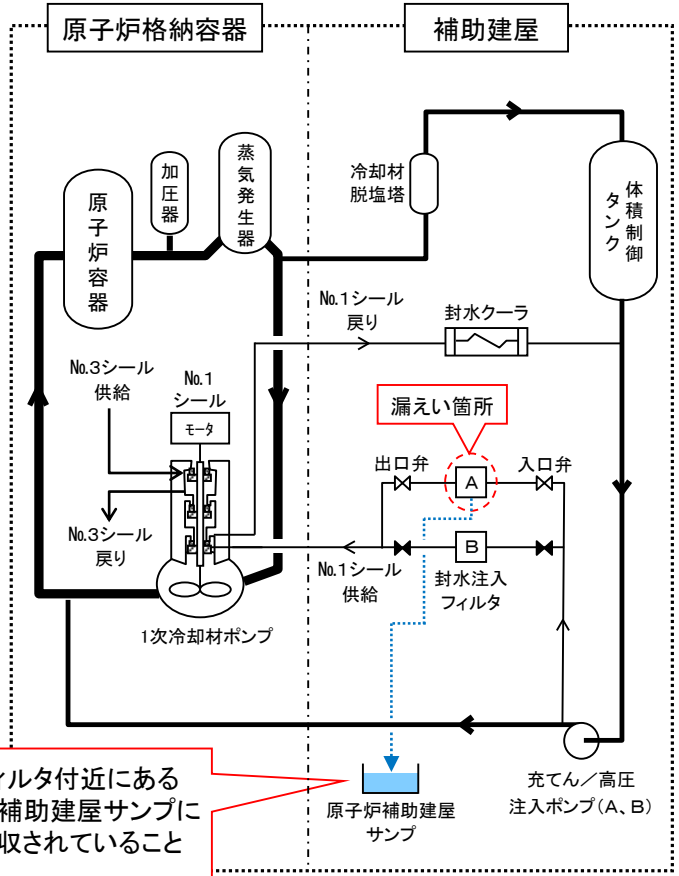 原子炉格納容器
補助建屋
原子炉容器
加圧器
蒸気発生器
冷却材
脱塩塔
体積制御
タンク
№.1シール
戻り
封水クーラ
№.3シール
供給
№.1
シール
モータ
漏えい箇所
出口弁
A
入口弁
№.3シール
戻り
№.1シール
供給
B
封水注入
フィルタ
1次冷却材ポンプ
ィルタ付近にある
補助建屋サンプに
収されていること
原子炉補助建屋
サンプ
充てん／高圧
注入ポンプ(A、B)